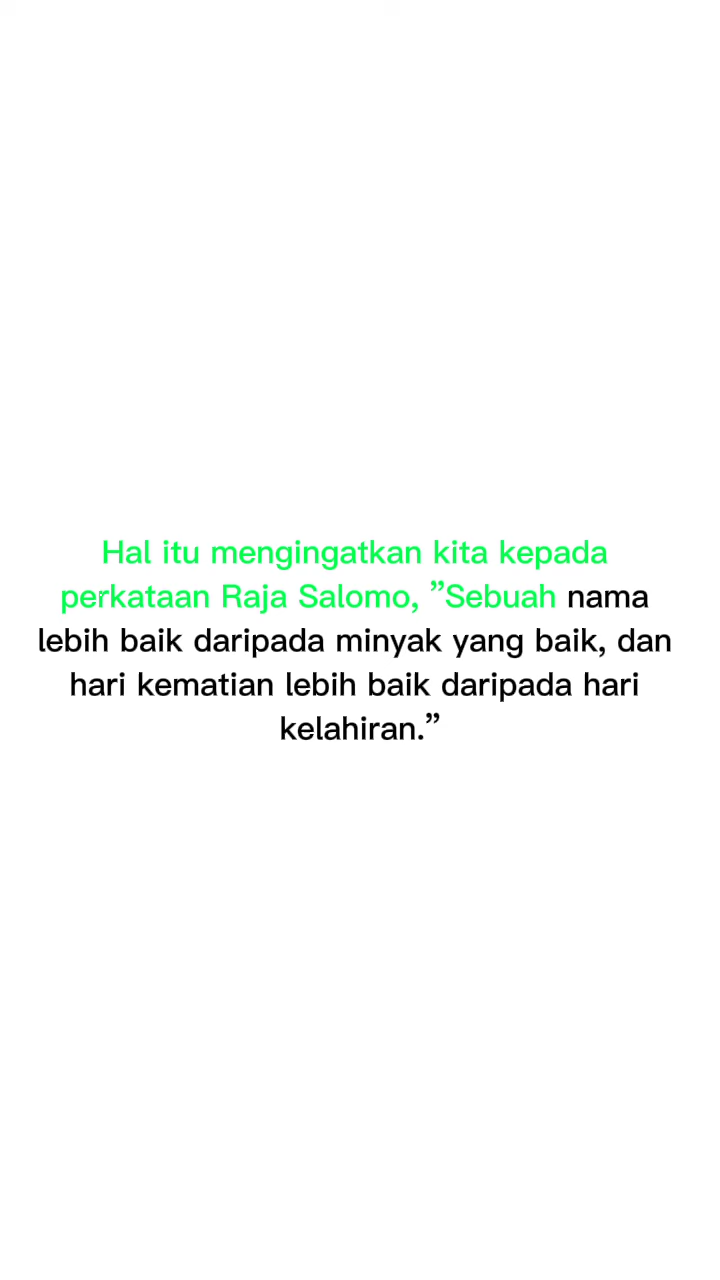 Hal itu mengingatkan kita kepada
perkataan Raja Salomo, ”Sebuah nama
lebih baik daripada minyak yang baik, dan
hari kematian lebih baik daripada hari
kelahiran.”